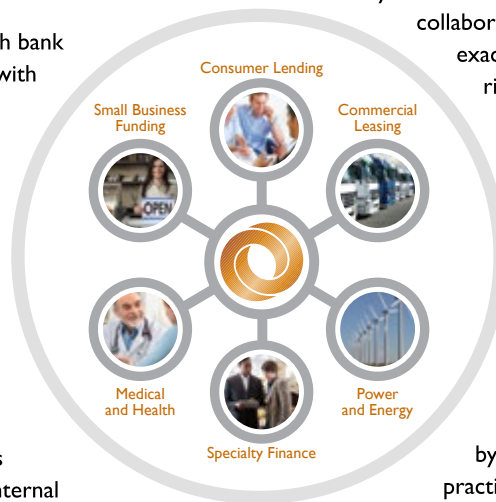 collabor
h bank
exac
with
ri
Consumer Lending
Small Business
Funding
Commercial
Leasing
OPEN
Medical
and Health
Power
and Energy
Specialty Finance
s
by
nternal
practi